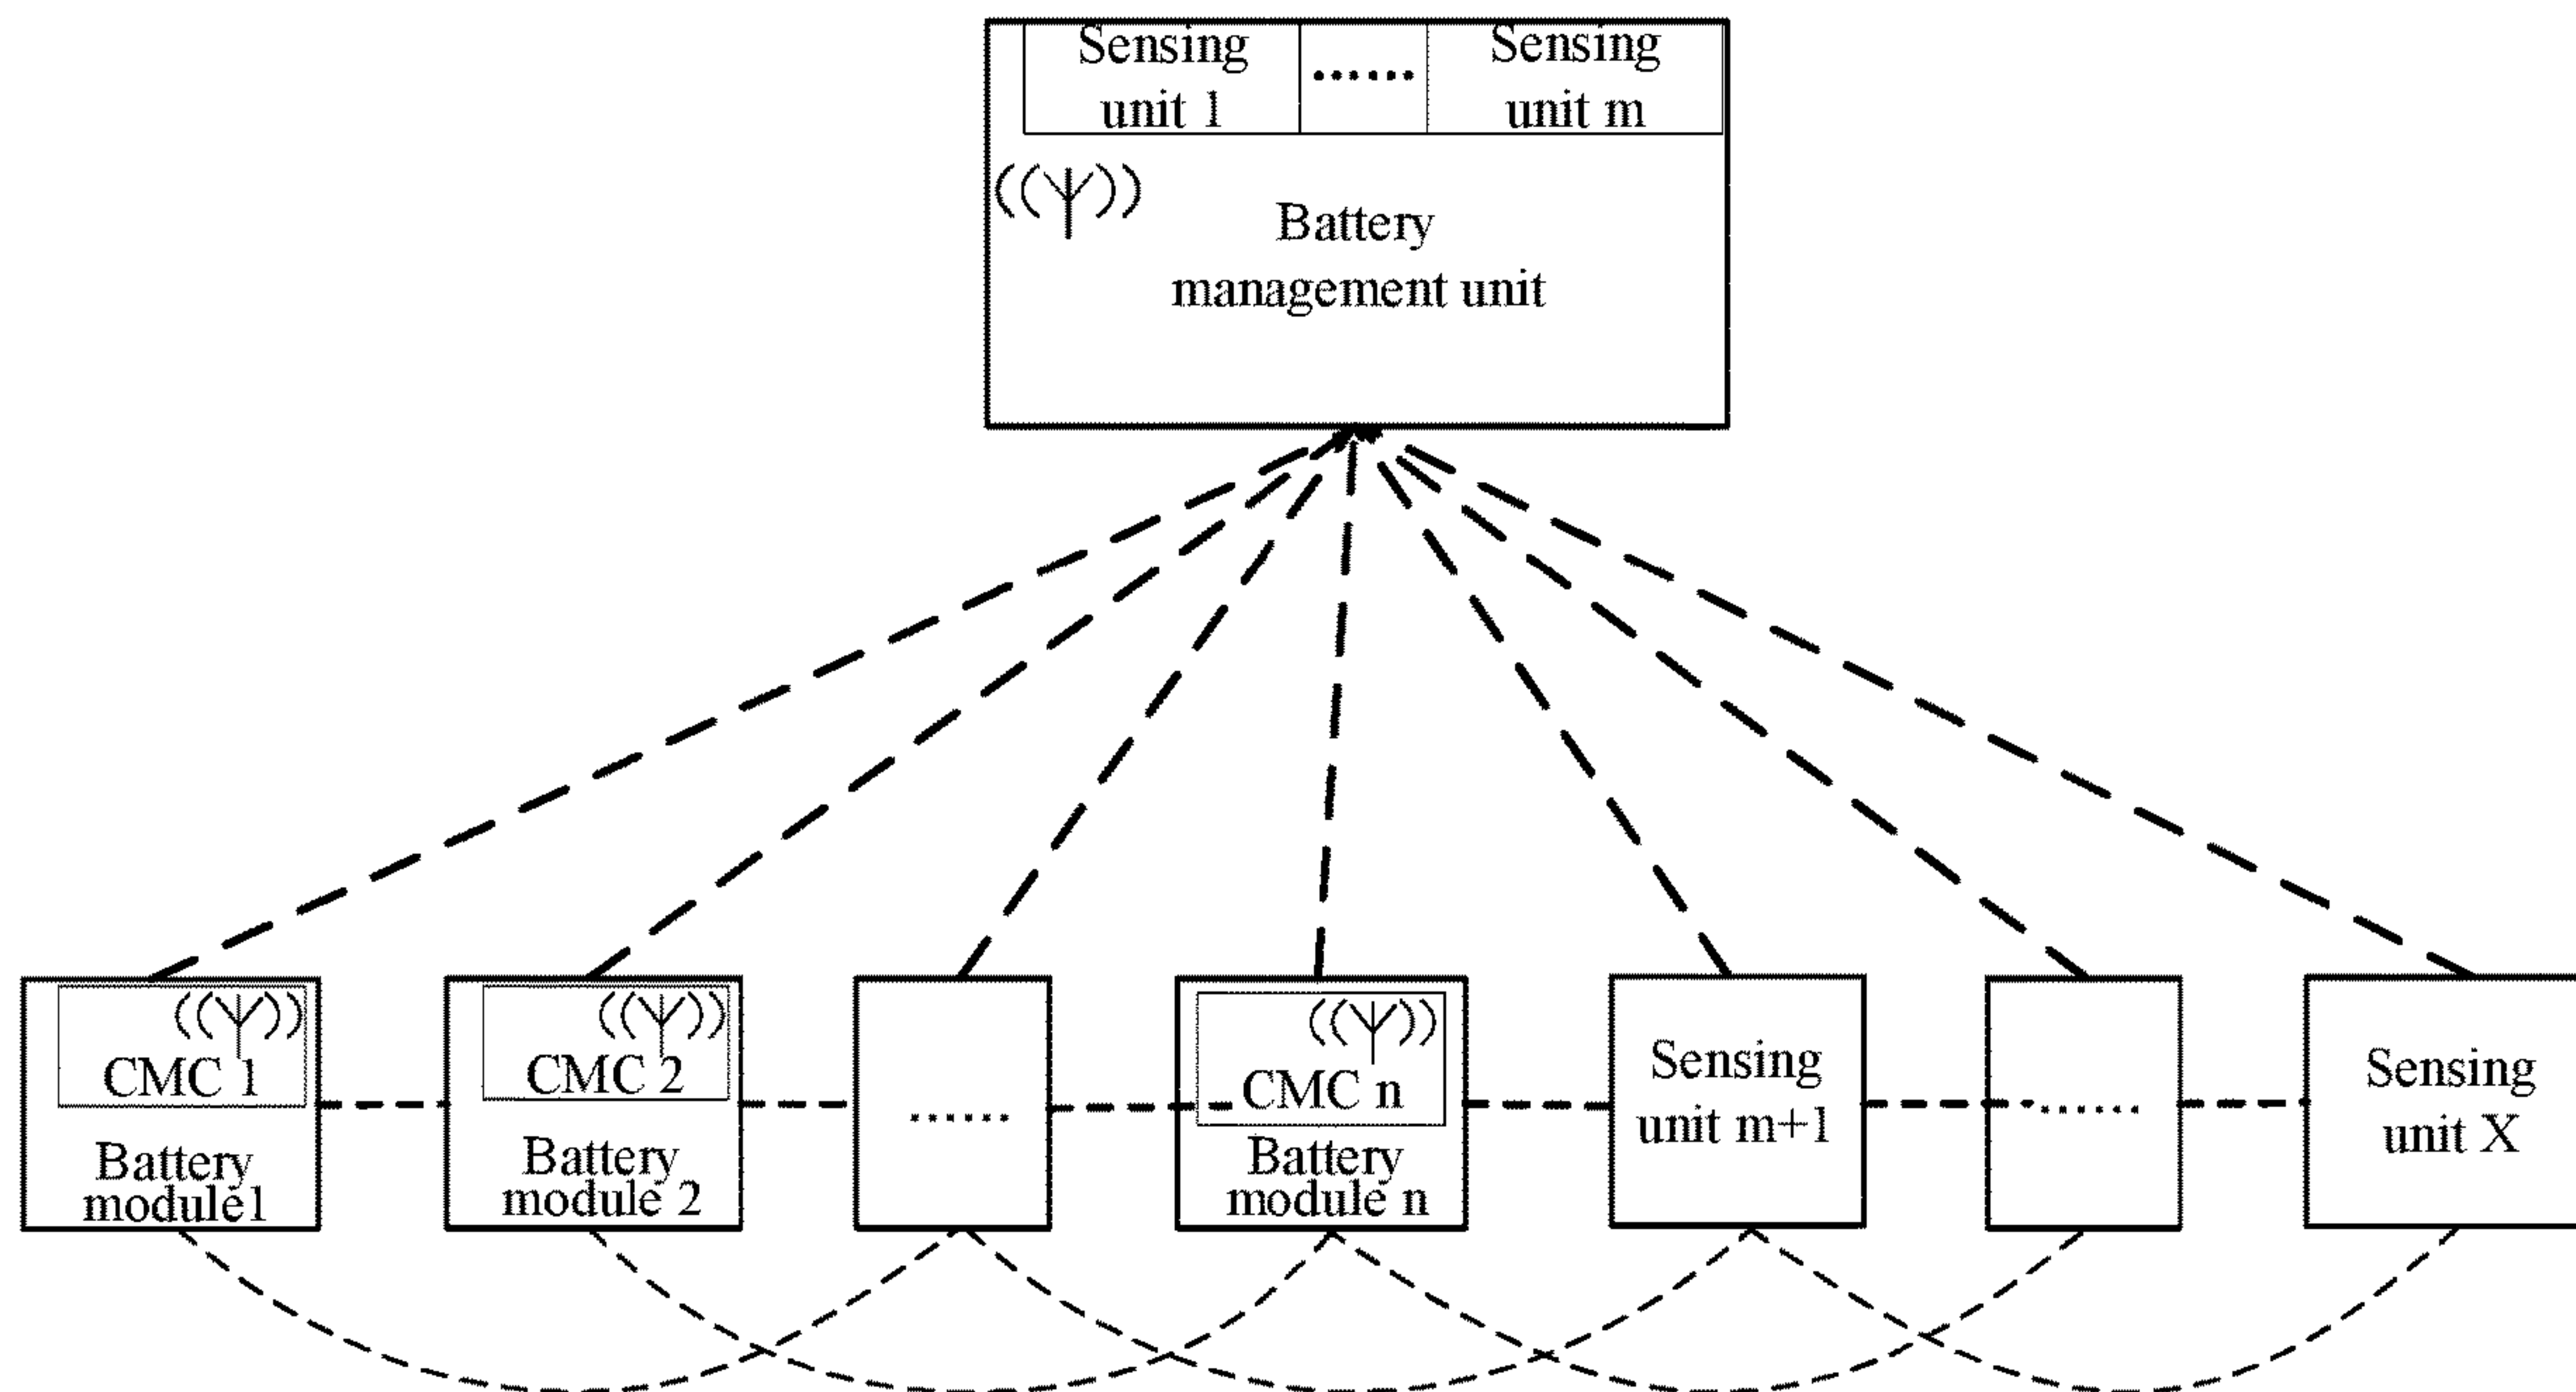 Sensing
unit 1
......
Sensing
unit m
Battery
management unit
CMC 1
Battery
module1
CMC 2
Battery
module 2
......
CMC n
Battery
module n
Sensing
unit m+1
......
Sensing
unit X